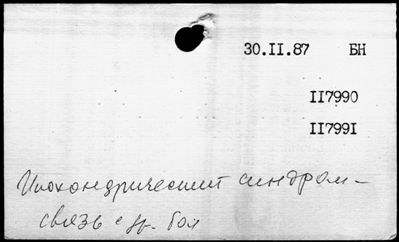 30.II.87 БН
II7990
II799I
Ипохондрический синдром -
связь с др. бол